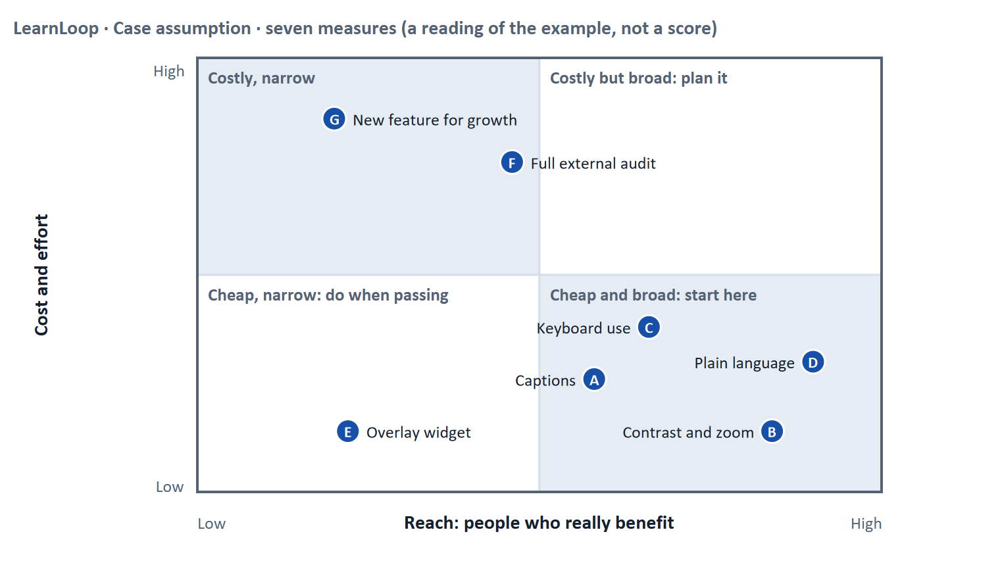 LearnLoop · Case assumption · seven measures (a reading of the example, not a score)
High
Costly, narrow
Costly but broad: plan it
G New feature for growth
F Full external audit
Cost and effort
Cheap, narrow: do when passing
Cheap and broad: start here
Keyboard use C
Plain language D
Captions A
E Overlay widget
Contrast and zoom B
Low
Low
Reach: people who really benefit
High